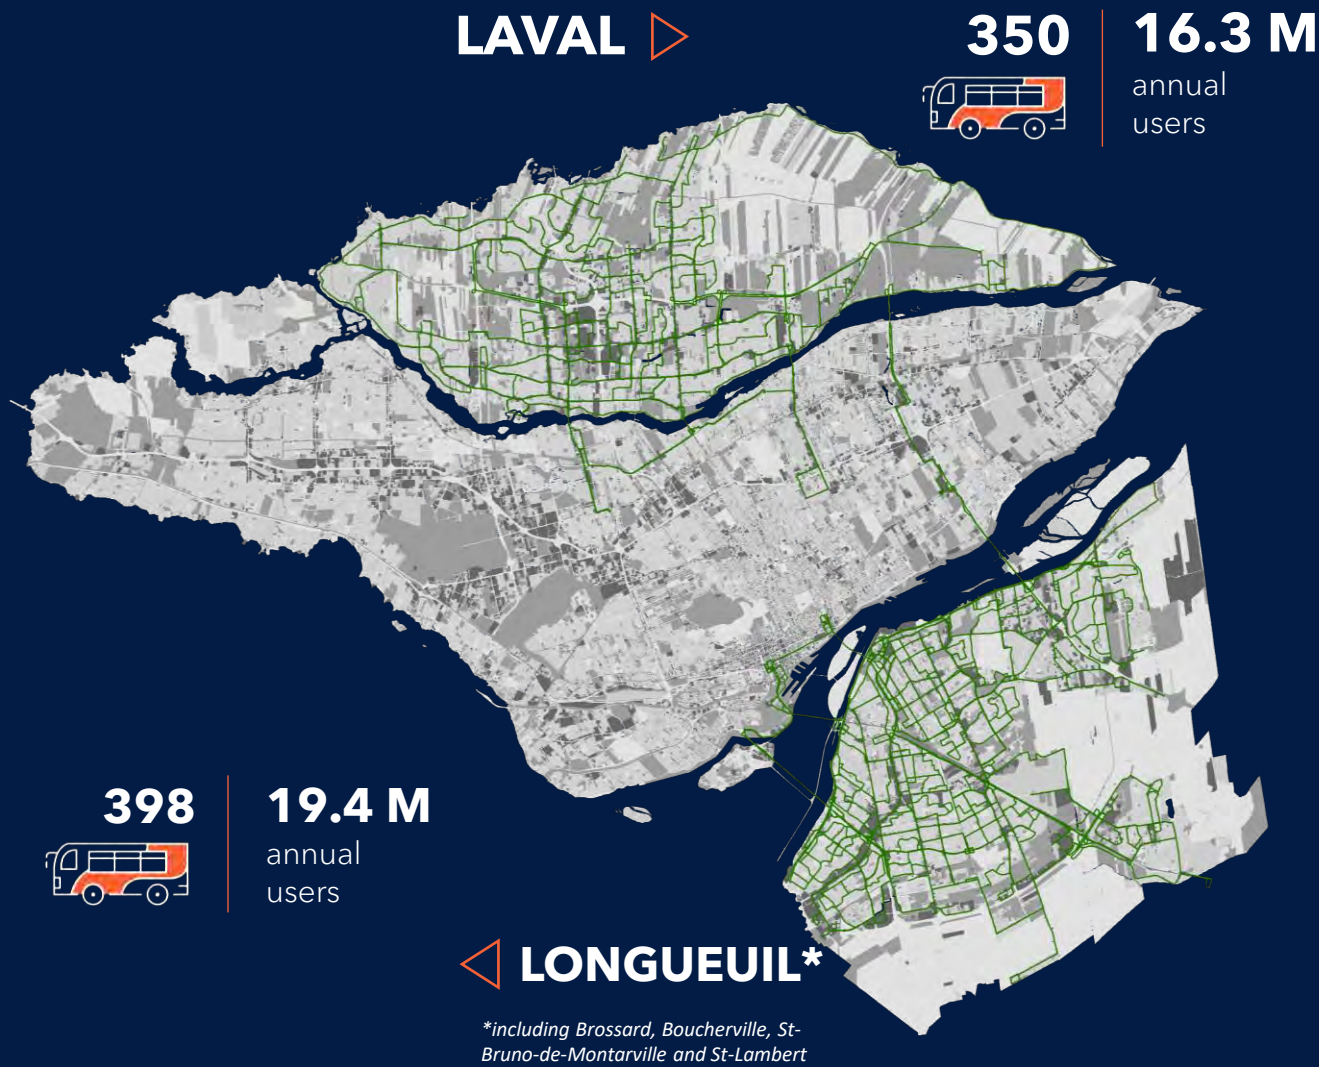 LAVAL
350
16.3 M
annual
users
398
19.4 M
annual
users
LONGUEUIL*
*including Brossard, Boucherville, St-
Bruno-de-Montarville and St-Lambert